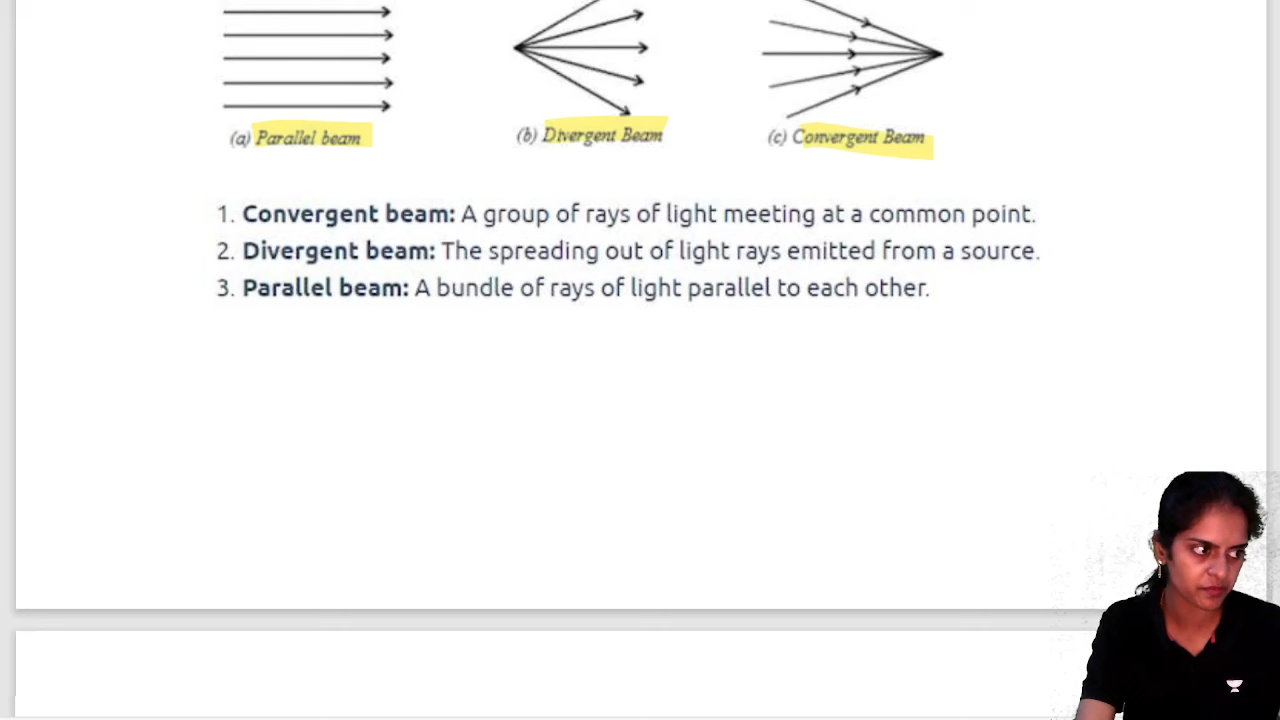 (a) Parallel beam
(b) Divergent Beam
(c) Convergent Beam
1. Convergent beam: A group of rays of light meeting at a common point.
2. Divergent beam: The spreading out of light rays emitted from a source.
3. Parallel beam: A bundle of rays of light parallel to each other.